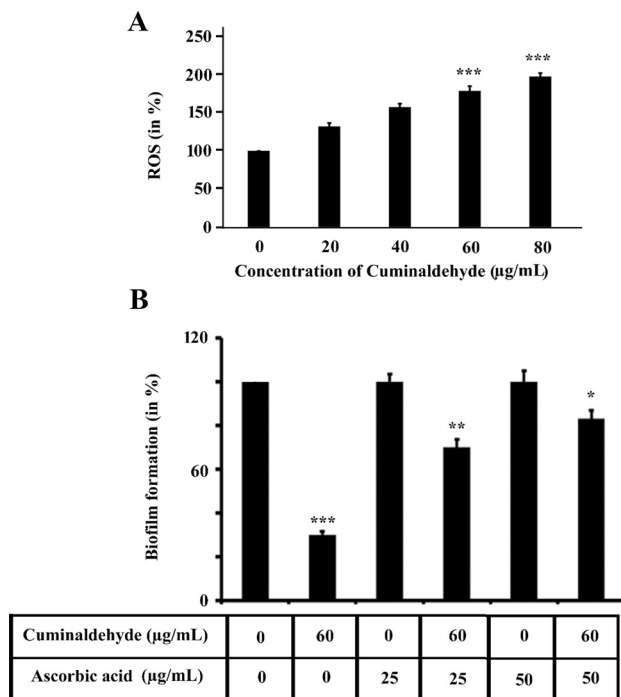 A
250
200
150
100
50
0
ROS (in %)
***
***
0 20 40 60 80
Concentration of Cuminaldehyde (µg/mL)
B
120
60
0
Biofilm formation (in %)
***
**
*
Cuminaldehyde (µg/mL) 0 60 0 60 0 60
Ascorbic acid (µg/mL) 0 0 25 25 50 50